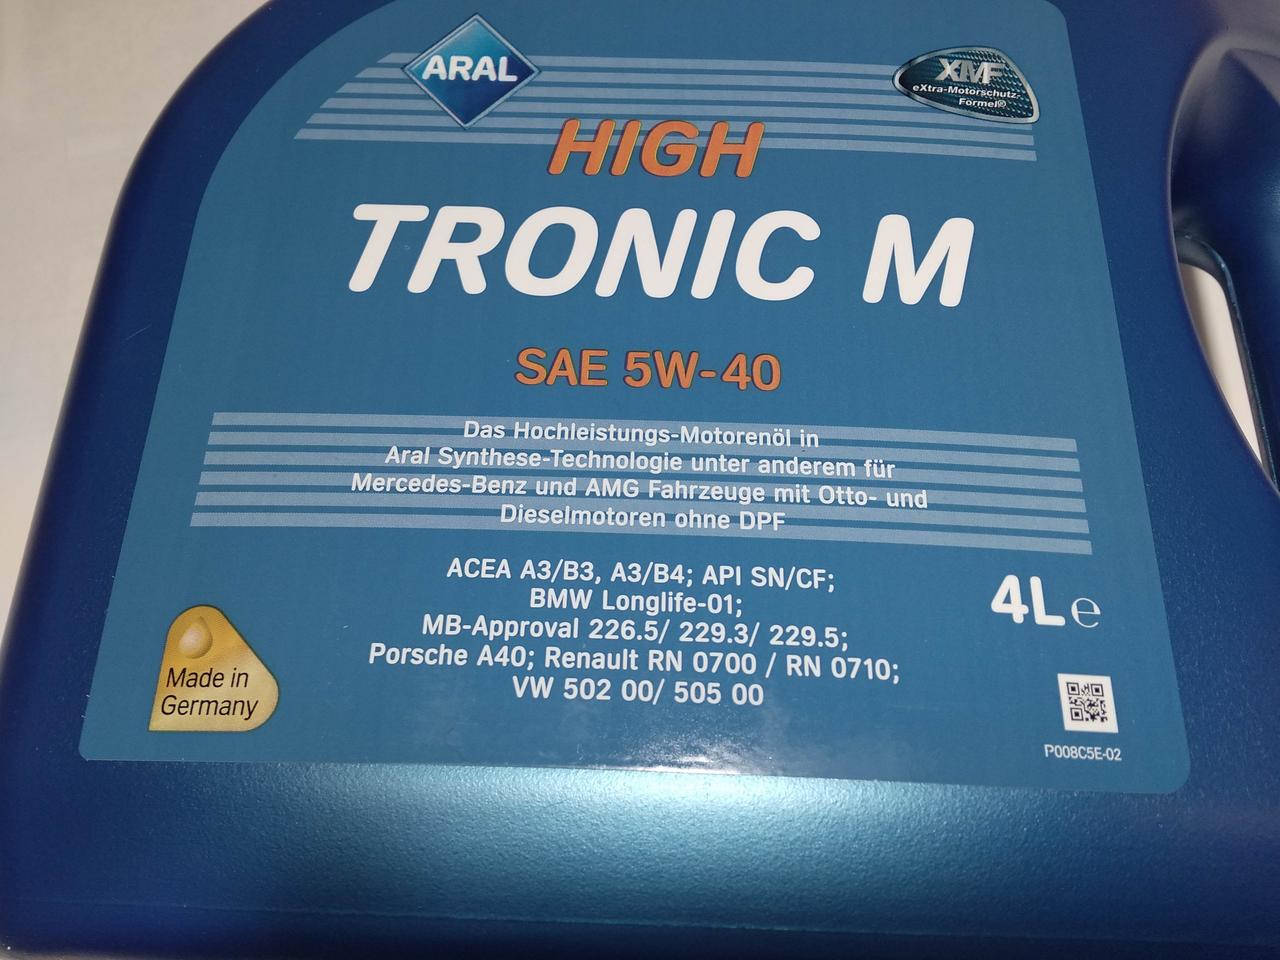 ARAL
XMF
eXtra-Motorschutz-
Formel®
HIGH
TRONIC M
SAE 5W-40
Das Hochleistungs-Motorenöl in
Aral Synthese-Technologie unter anderem für
Mercedes-Benz und AMG Fahrzeuge mit Otto- und
Dieselmotoren ohne DPF
ACEA A3/B3, A3/B4; API SN/CF;
BMW Longlife-01;
MB-Approval 226.5/ 229.3/ 229.5;
Porsche A40; Renault RN 0700 / RN 0710;
VW 502 00/ 505 00
4L e
Made in
Germany
P008C5E-02